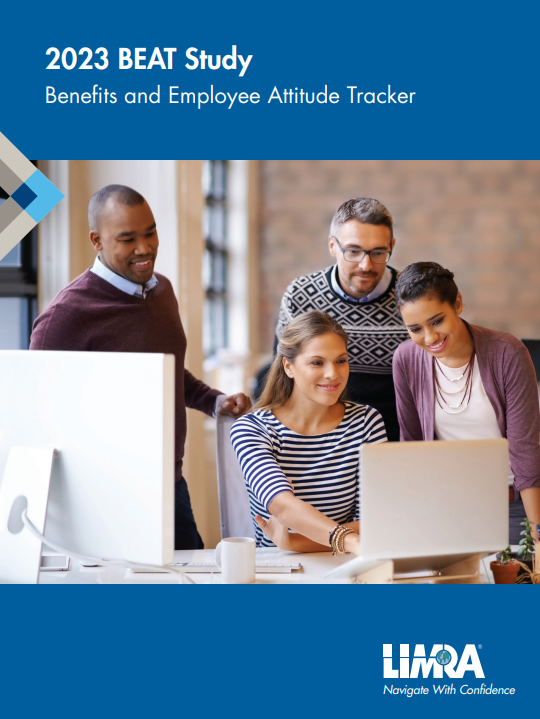 2023 BEAT Study
Benefits and Employee Attitude Tracker
LIMRA®
Navigate With Confidence